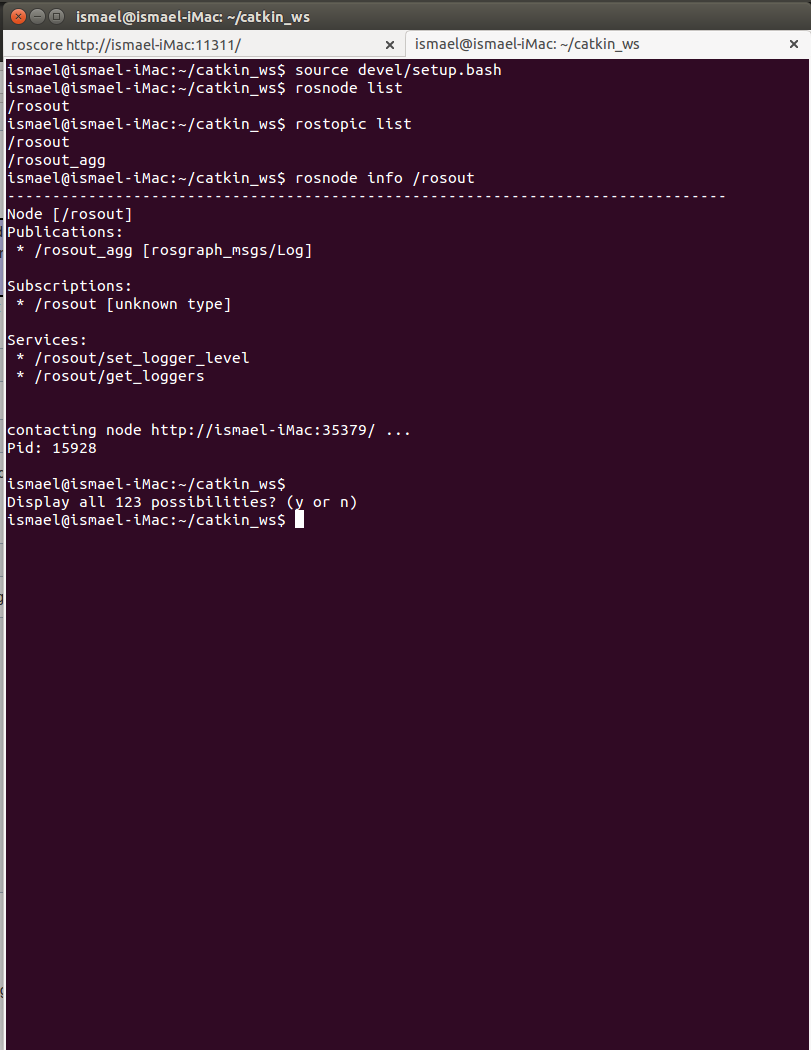 ismael@ismael-iMac: ~/catkin_ws
roscore http://ismael-iMac:11311/ × ismael@ismael-iMac: ~/catkin_ws ×
ismael@ismael-iMac:~/catkin_ws$ source devel/setup.bash
ismael@ismael-iMac:~/catkin_ws$ rosnode list
/rosout
ismael@ismael-iMac:~/catkin_ws$ rostopic list
/rosout
/rosout_agg
ismael@ismael-iMac:~/catkin_ws$ rosnode info /rosout
--------------------------------------------------------------------------------
Node [/rosout]
Publications:
 * /rosout_agg [rosgraph_msgs/Log]
Subscriptions:
 * /rosout [unknown type]
Services:
 * /rosout/set_logger_level
 * /rosout/get_loggers
contacting node http://ismael-iMac:35379/ ...
Pid: 15928
ismael@ismael-iMac:~/catkin_ws$
Display all 123 possibilities? (y or n)
ismael@ismael-iMac:~/catkin_ws$